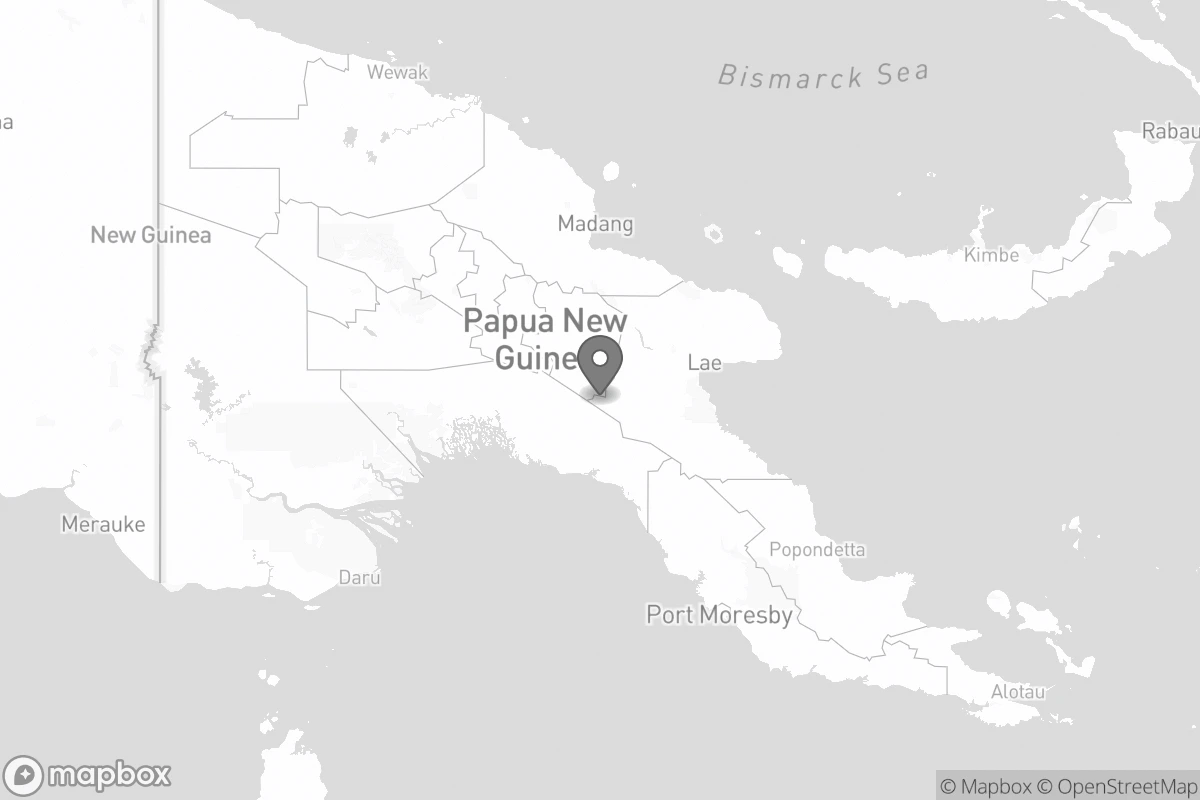 Wewak
Bismarck Sea
na
Rabau
New Guinea
Madang
Kimbe
Papua New
Guine
Lae
Merauke
Daru
Popondetta
Port Moresby
Alotau
mapbox
© Mapbox © OpenStreetMap